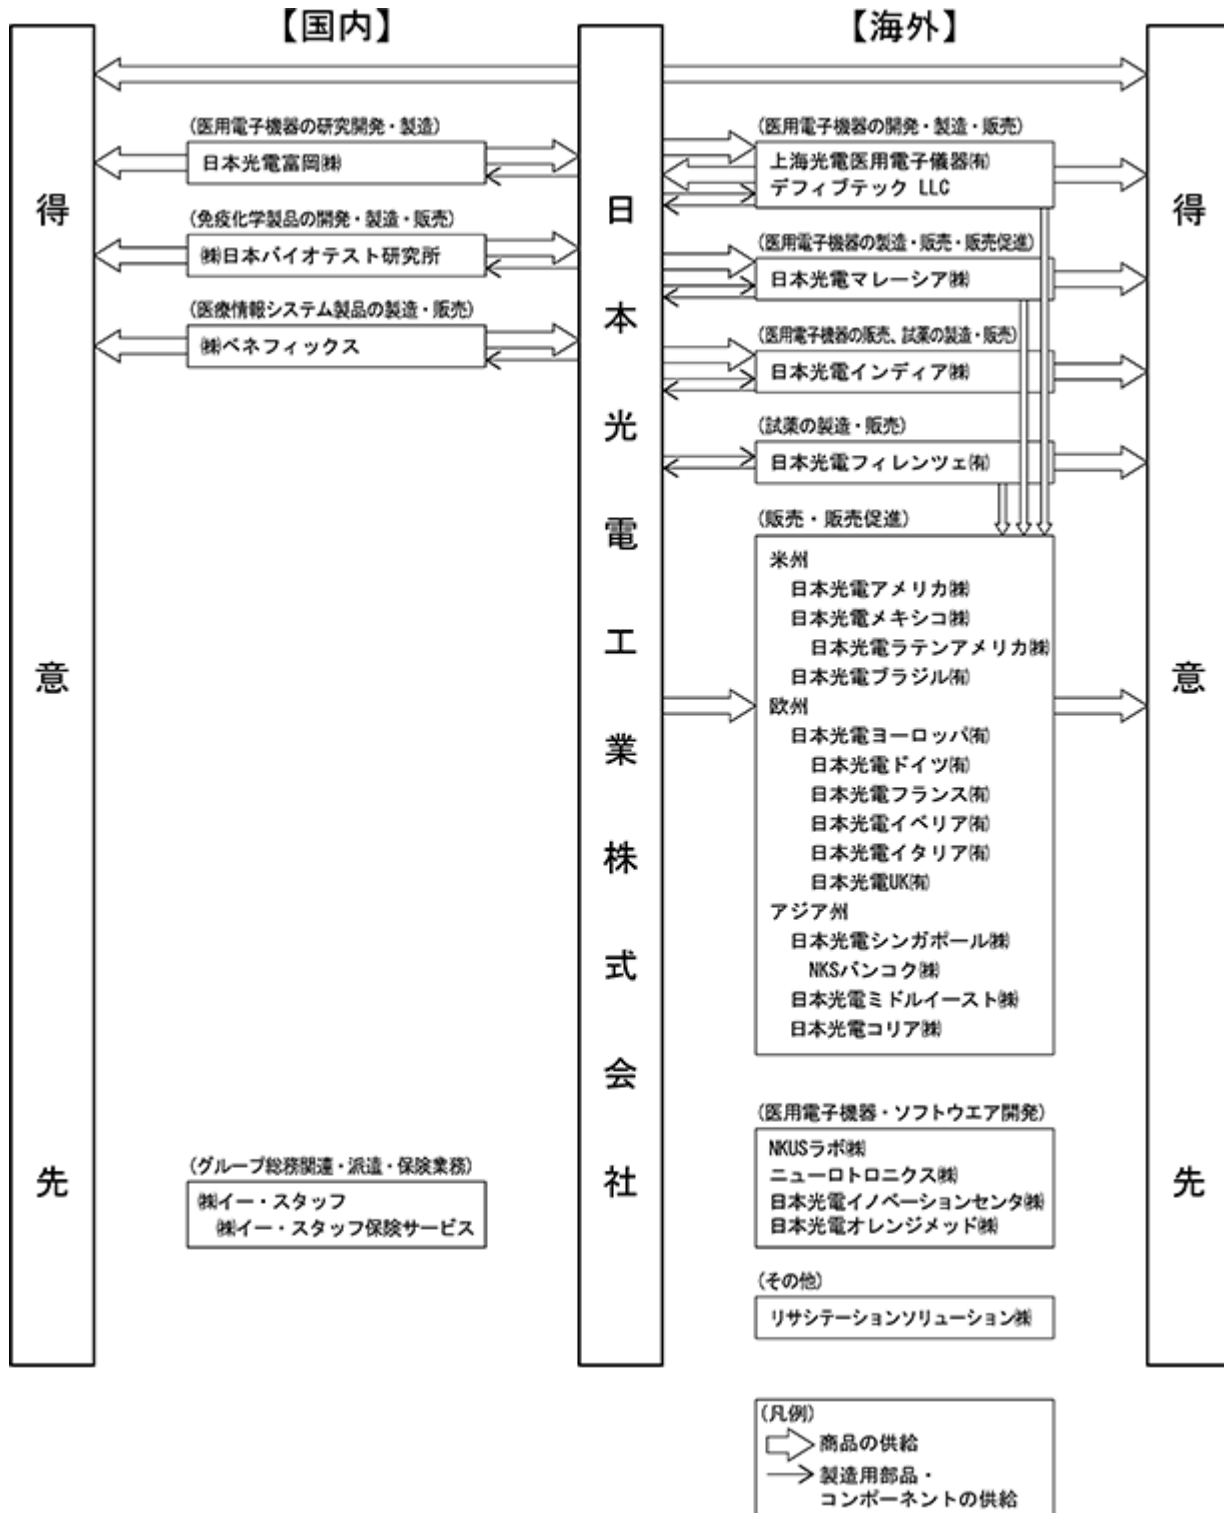 【国内】
【海外】
得意先
(医用電子機器の研究開発・製造)
日本光電富岡㈱
(免疫化学製品の開発・製造・販売)
㈱日本バイオテスト研究所
(医療情報システム製品の製造・販売)
㈱ベネフィックス
(グループ総務関連・派遣・保険業務)
㈱イー・スタッフ
㈱イー・スタッフ保険サービス
日本光電工業株式会社
(医用電子機器の開発・製造・販売)
上海光電医用電子儀器㈲
デフィブテック LLC
(医用電子機器の製造・販売・販売促進)
日本光電マレーシア㈱
(医用電子機器の販売、試薬の製造・販売)
日本光電インディア㈱
(試薬の製造・販売)
日本光電フィレンツェ㈲
(販売・販売促進)
米州
日本光電アメリカ㈱
日本光電メキシコ㈱
日本光電ラテンアメリカ㈱
日本光電ブラジル㈲
欧州
日本光電ヨーロッパ㈲
日本光電ドイツ㈲
日本光電フランス㈲
日本光電イベリア㈲
日本光電イタリア㈲
日本光電UK㈲
アジア州
日本光電シンガポール㈱
NKSバンコク㈱
日本光電ミドルイースト㈱
日本光電コリア㈱
(医用電子機器・ソフトウエア開発)
NKUSラボ㈱
ニューロトロニクス㈱
日本光電イノベーションセンタ㈱
日本光電オレンジメッド㈱
(その他)
リサシテーションソリューション㈱
得意先
(凡例)
商品の供給
製造用部品・
コンポーネントの供給